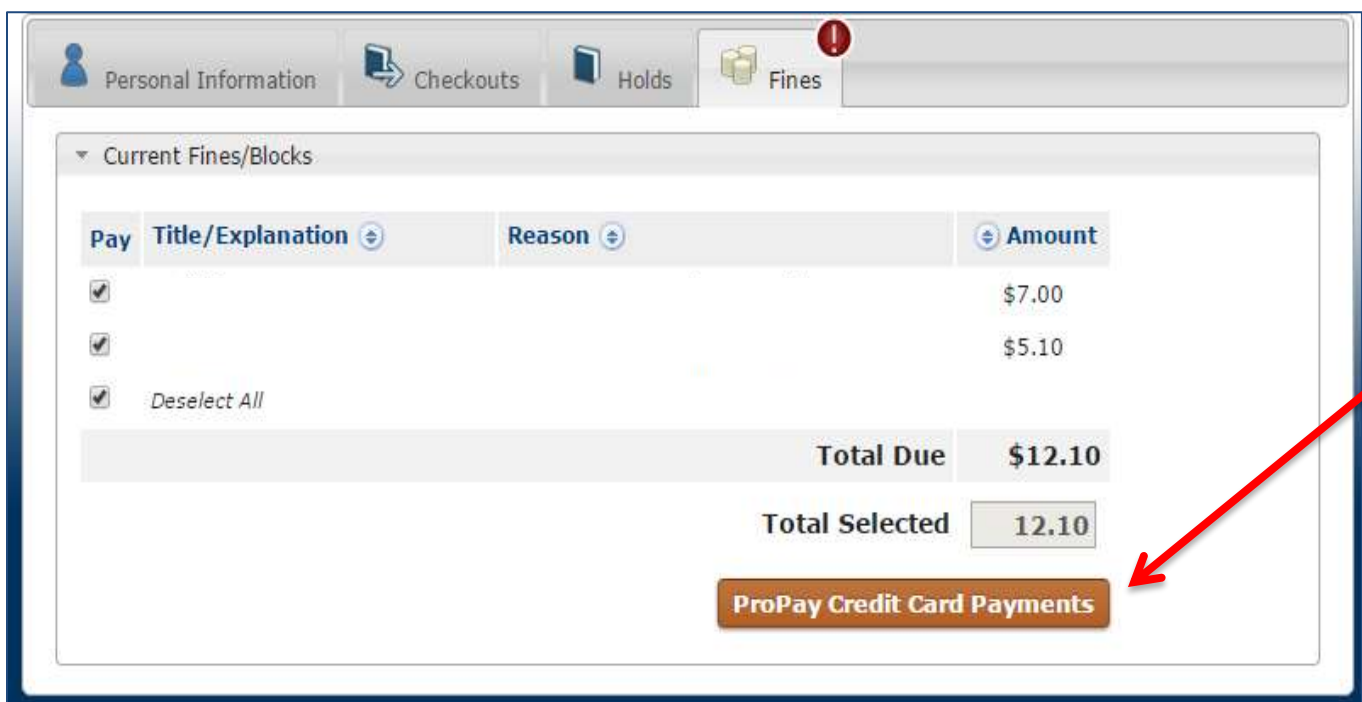 Personal Information Checkouts Holds Fines
Current Fines/Blocks
Pay Title/Explanation Reason Amount
$7.00
$5.10
Deselect All
Total Due $12.10
Total Selected 12.10
ProPay Credit Card Payments